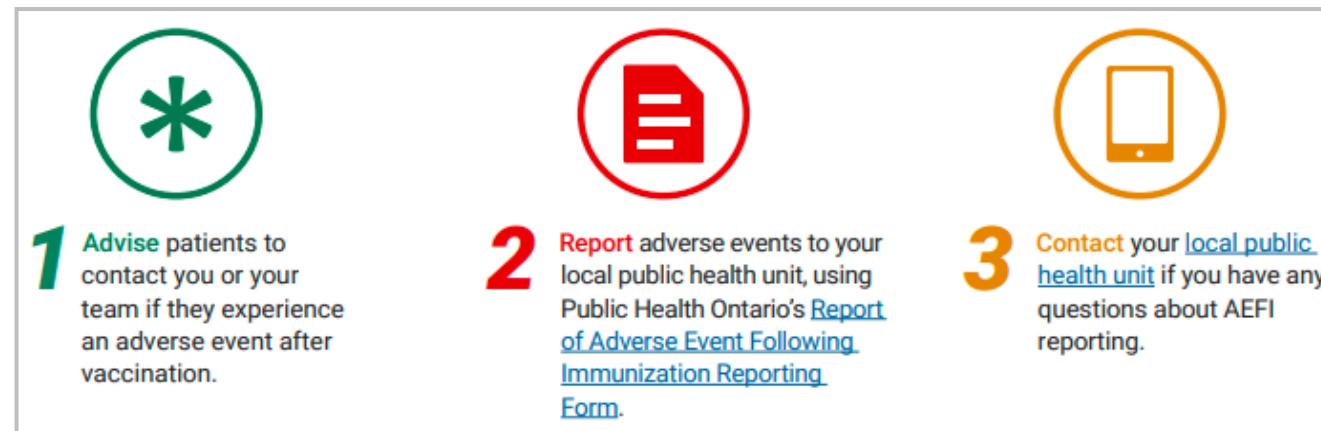 1 Advise patients to
contact you or your
team if they experience
an adverse event after
vaccination.
2 Report adverse events to your
local public health unit, using
Public Health Ontario's Report
of Adverse Event Following
Immunization Reporting
Form.
3 Contact your local public
health unit if you have any
questions about AEFI
reporting.